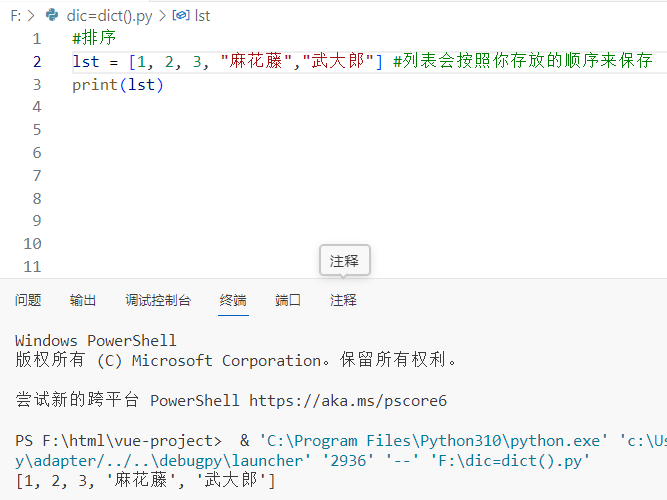 F: > dic=dict().py > lst
1 #排序
2 lst = [1, 2, 3, "麻花藤","武大郎"] #列表会按照你存放的顺序来保存
3 print(lst)
4
5
6
7
8
9
10
11
注释
问题 输出 调试控制台 终端 端口 注释
Windows PowerShell
版权所有 (C) Microsoft Corporation。保留所有权利。
尝试新的跨平台 PowerShell https://aka.ms/pscore6
PS F:\html\vue-project>  & 'C:\Program Files\Python310\python.exe' 'c:\Us
y\adapter/../..\debugpy\launcher' '2936' '--' 'F:\dic=dict().py'
[1, 2, 3, '麻花藤', '武大郎']